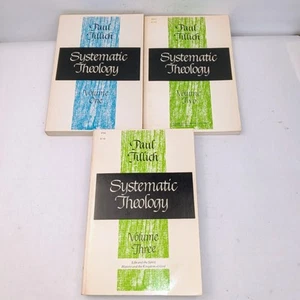 Paul
Tillich
Systematic
Theology
Volume
One
Paul
Tillich
Systematic
Theology
Volume
Two
Paul
Tillich
Systematic
Theology
Volume
Three